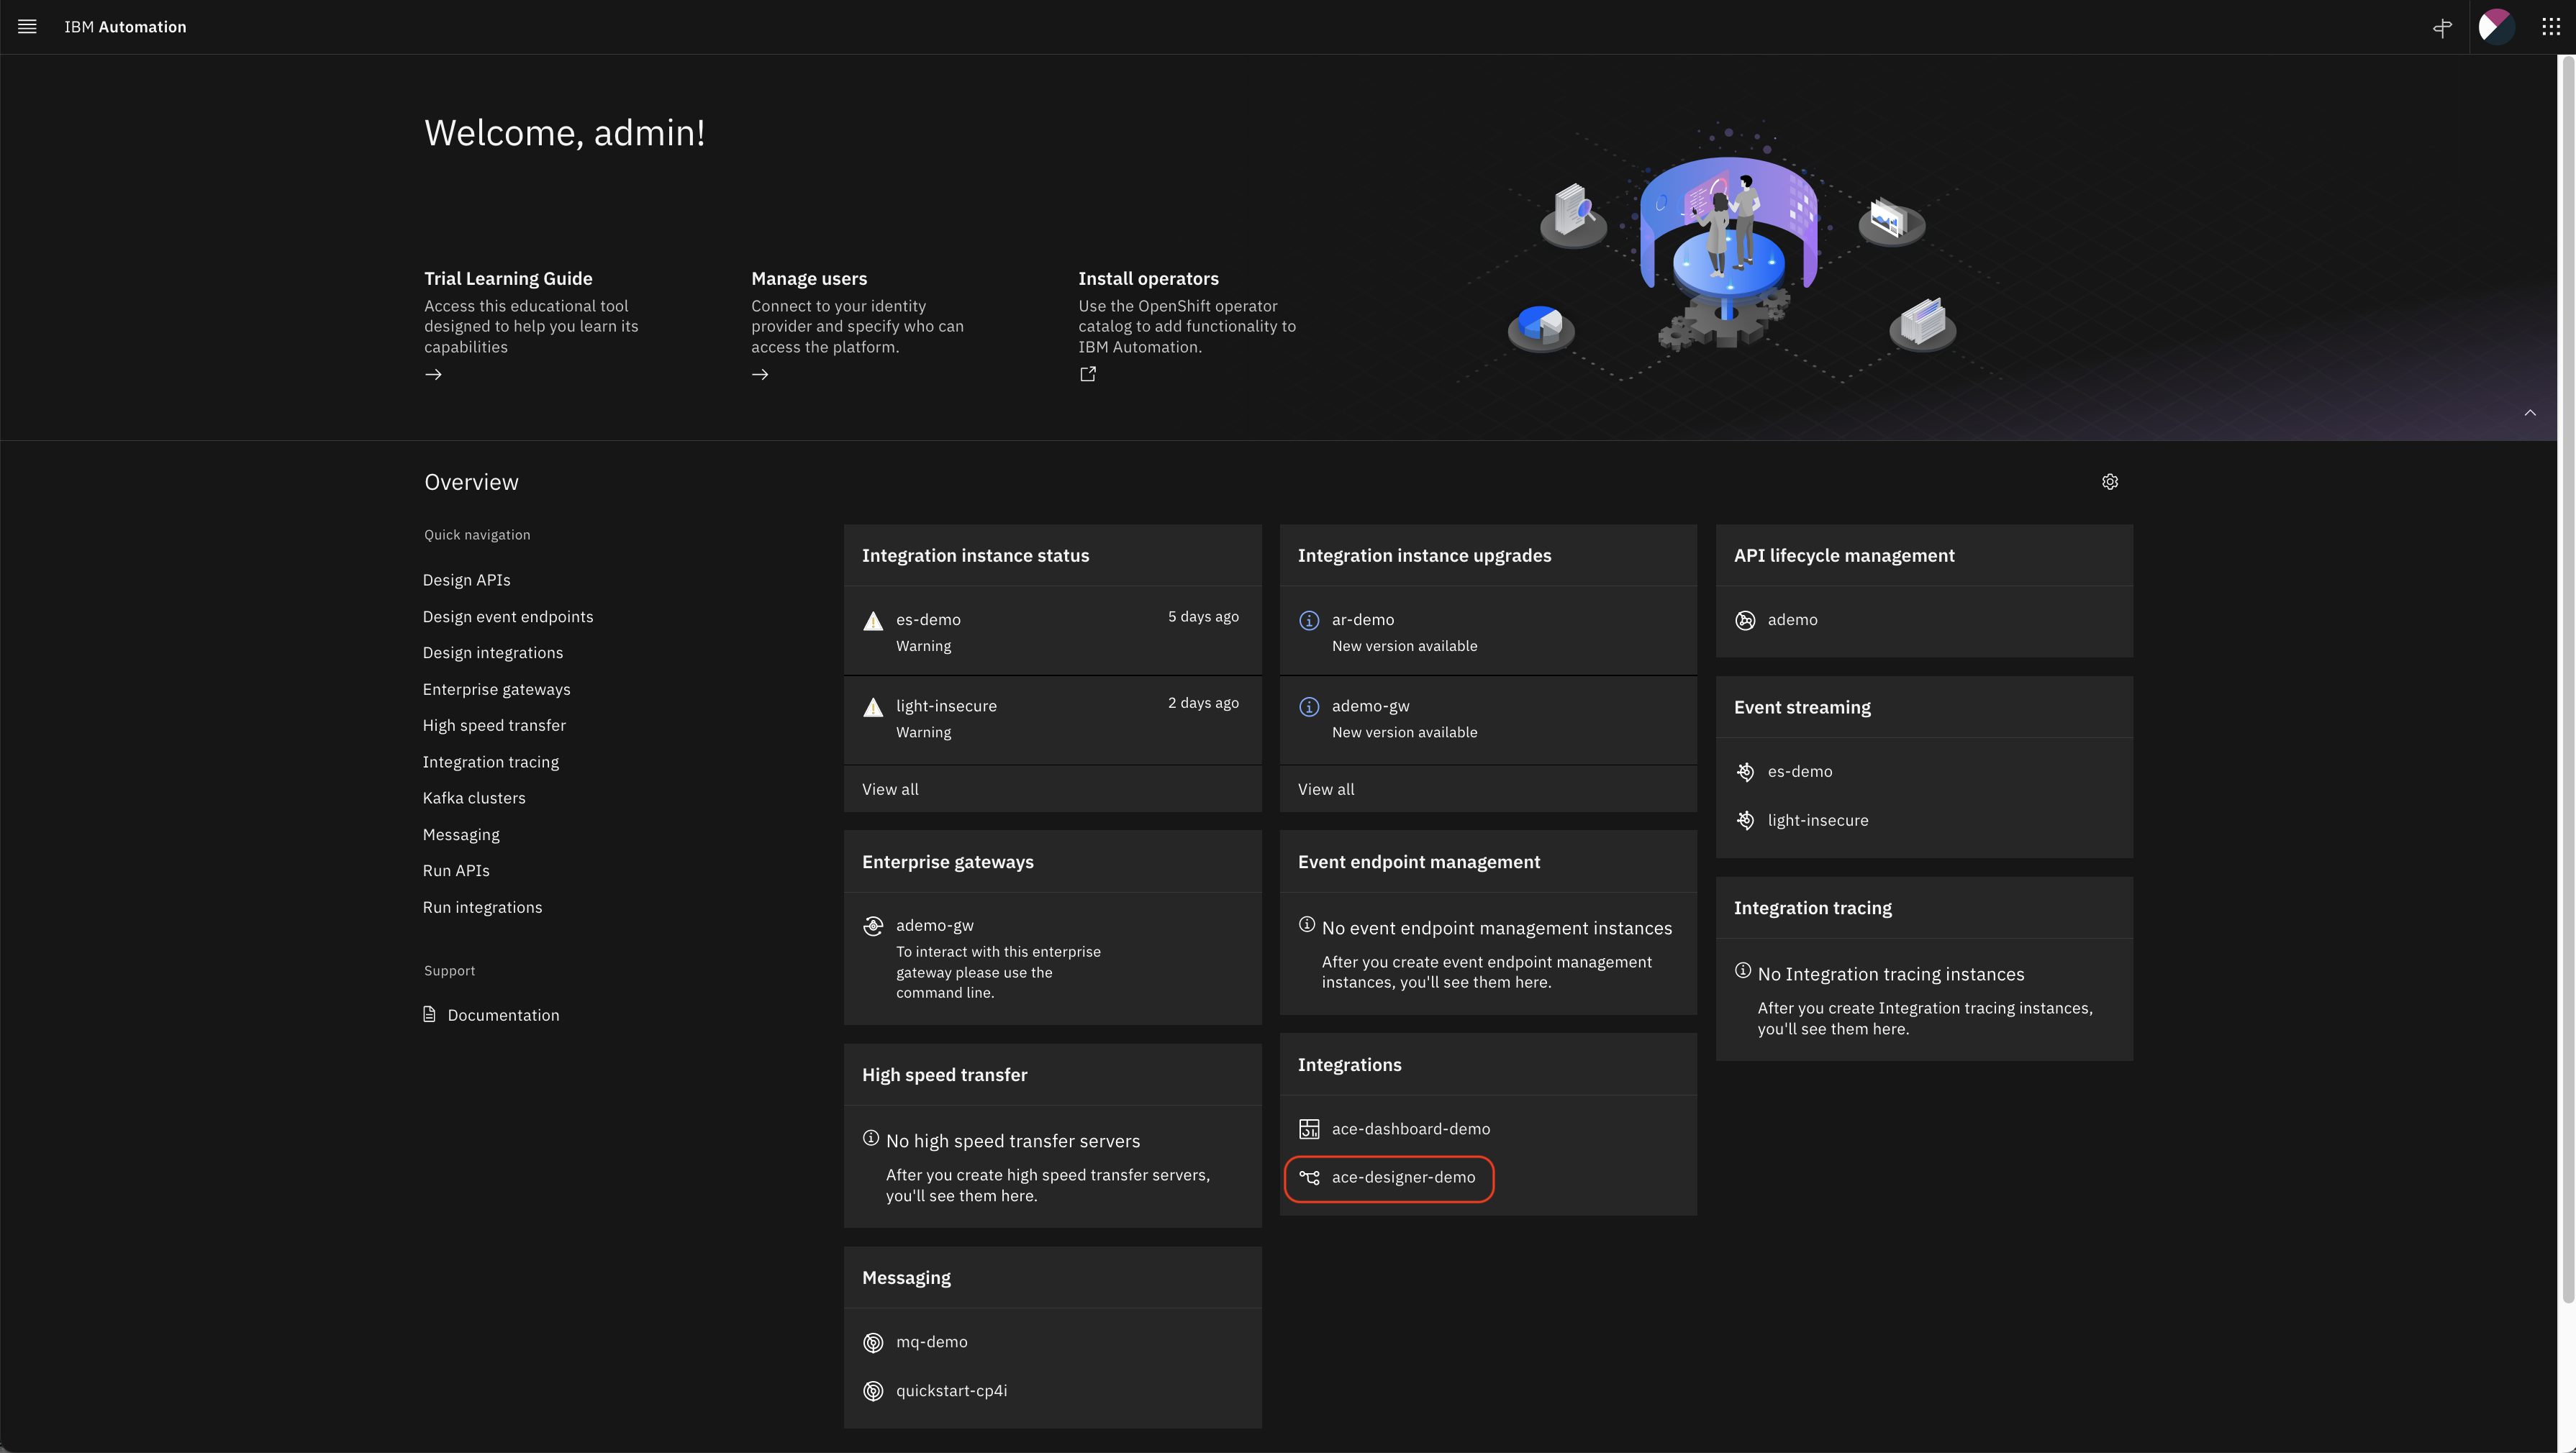 IBM Automation
Welcome, admin!
Trial Learning Guide
Access this educational tool
designed to help you learn its
capabilities
Manage users
Connect to your identity
provider and specify who can
access the platform.
Install operators
Use the OpenShift operator
catalog to add functionality to
IBM Automation.
Overview
Quick navigation
Design APIs
Design event endpoints
Design integrations
Enterprise gateways
High speed transfer
Integration tracing
Kafka clusters
Messaging
Run APIs
Run integrations
Support
Documentation
Integration instance status
es-demo
5 days ago
Warning
light-insecure
2 days ago
Warning
View all
Enterprise gateways
ademo-gw
To interact with this enterprise
gateway please use the
command line.
High speed transfer
No high speed transfer servers
After you create high speed transfer servers,
you'll see them here.
Messaging
mq-demo
quickstart-cp4i
Integration instance upgrades
ar-demo
New version available
ademo-gw
New version available
View all
Event endpoint management
No event endpoint management instances
After you create event endpoint management
instances, you'll see them here.
Integrations
ace-dashboard-demo
ace-designer-demo
API lifecycle management
ademo
Event streaming
es-demo
light-insecure
Integration tracing
No Integration tracing instances
After you create Integration tracing instances,
you'll see them here.